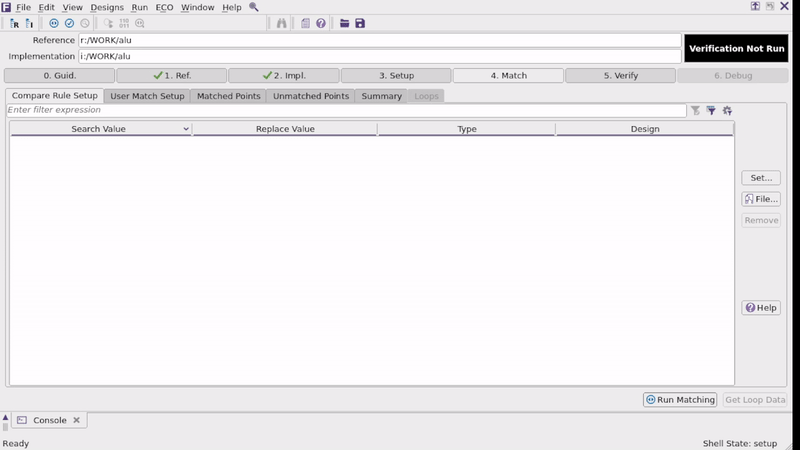 File Edit View Designs Run ECO Window Help
Reference r:/WORK/alu
Implementation i:/WORK/alu
Verification Not Run
0. Guid. 1. Ref. 2. Impl. 3. Setup 4. Match 5. Verify 6. Debug
Compare Rule Setup User Match Setup Matched Points Unmatched Points Summary Loops
Enter filter expression
Search Value Replace Value Type Design
Set...
File...
Remove
Help
Run Matching Get Loop Data
Console
Ready Shell State: setup